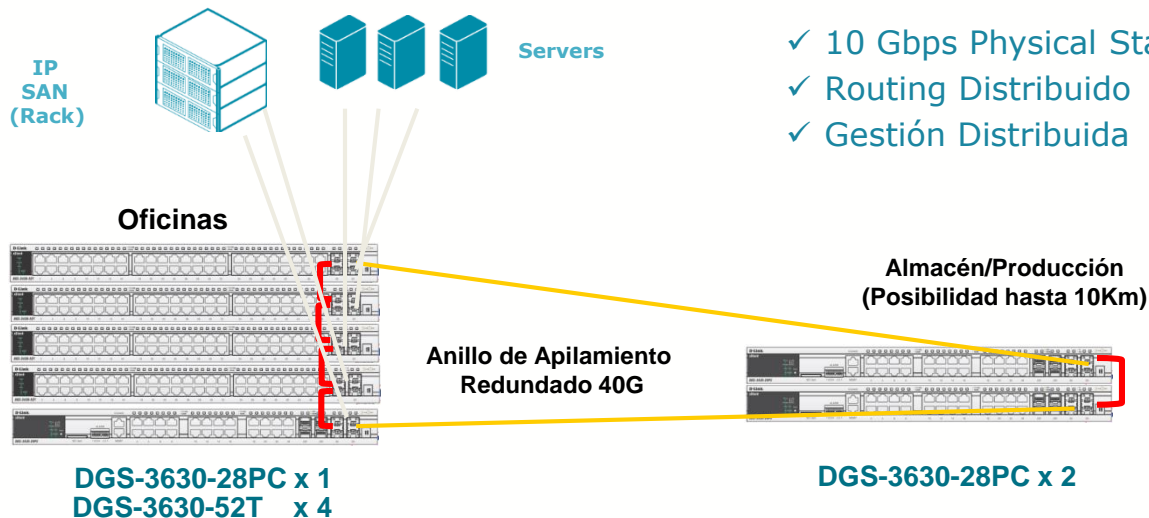 IP
SAN
(Rack)
Servers
✓ 10 Gbps Physical Sta
✓ Routing Distribuido
✓ Gestión Distribuida
Oficinas
Almacén/Producción
(Posibilidad hasta 10Km)
Anillo de Apilamiento
Redundado 40G
DGS-3630-28PC x 1
DGS-3630-52T x 4
DGS-3630-28PC x 2